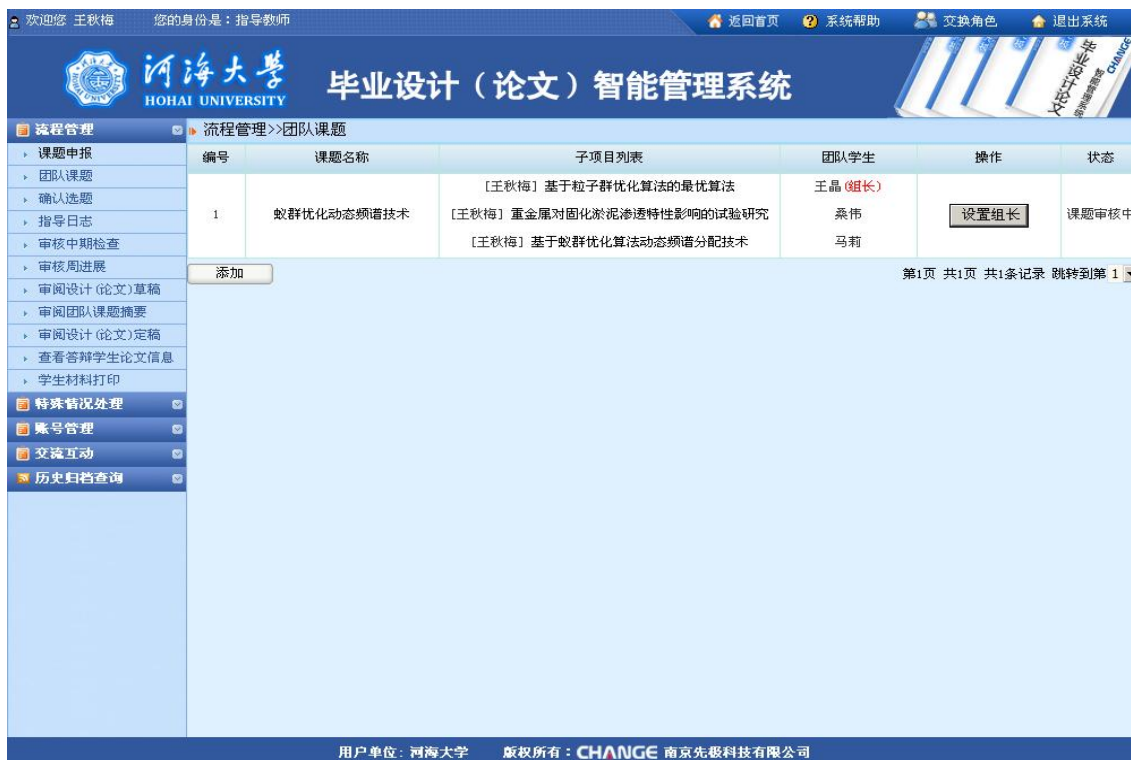 欢迎您 王秋梅 您的身份是：指导教师 返回首页 系统帮助 交换角色 退出系统
河海大学
HOHAI UNIVERSITY
毕业设计（论文）智能管理系统
CHANGE
智能管理系统
毕业设计论文
流程管理
课题申报
团队课题
确认选题
指导日志
审核中期检查
审核周进展
审阅设计(论文)草稿
审阅团队课题摘要
审阅设计(论文)定稿
查看答辩学生论文信息
学生材料打印
特殊情况处理
账号管理
交流互动
历史归档查询
流程管理>>团队课题
编号 课题名称 子项目列表 团队学生 操作 状态
[王秋梅] 基于粒子群优化算法的最优算法 王晶(组长)
1 蚁群优化动态频谱技术 [王秋梅] 重金属对固化淤泥渗透特性影响的试验研究 桑伟 设置组长 课题审核中
[王秋梅] 基于蚁群优化算法动态频谱分配技术 马莉
添加 第1页 共1页 共1条记录 跳转到第 1
用户单位：河海大学 版权所有：CHANGE 南京先极科技有限公司